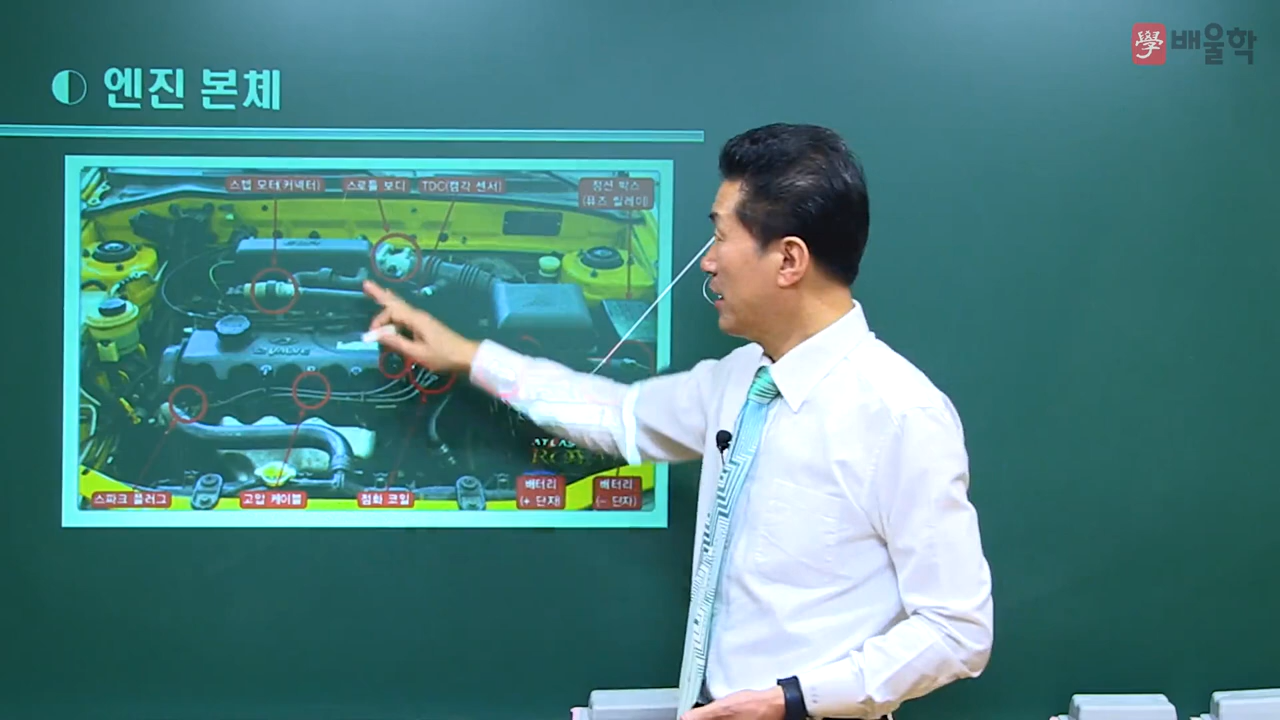 學 배울학
엔진 본체
스텝 모터(커넥터)
스로틀 보디
TDC(캠각 센서)
정션 박스
(퓨즈 릴레이)
VALVE
스파크 플러그
고압 케이블
점화 코일
배터리
(+ 단자)
배터리
(- 단자)